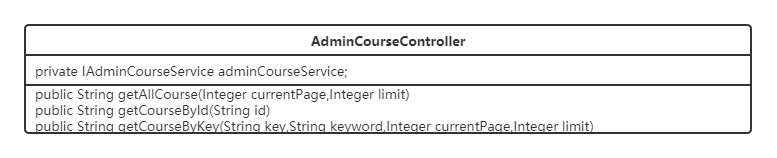 AdminCourseController
private IAdminCourseService adminCourseService;
public String getAllCourse(Integer currentPage,Integer limit)
public String getCourseById(String id)
public String getCourseByKey(String key,String keyword,Integer currentPage,Integer limit)